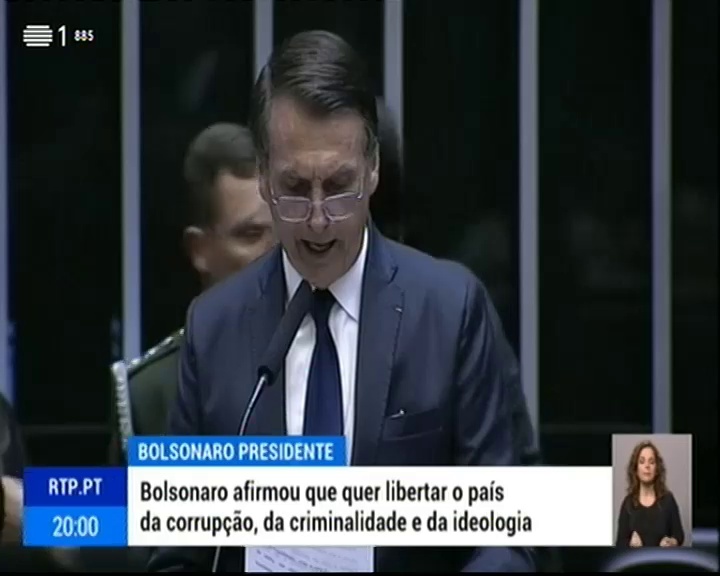 1 885
BOLSONARO PRESIDENTE
RTP.PT
Bolsonaro afirmou que quer libertar o país
20:00
da corrupção, da criminalidade e da ideologia